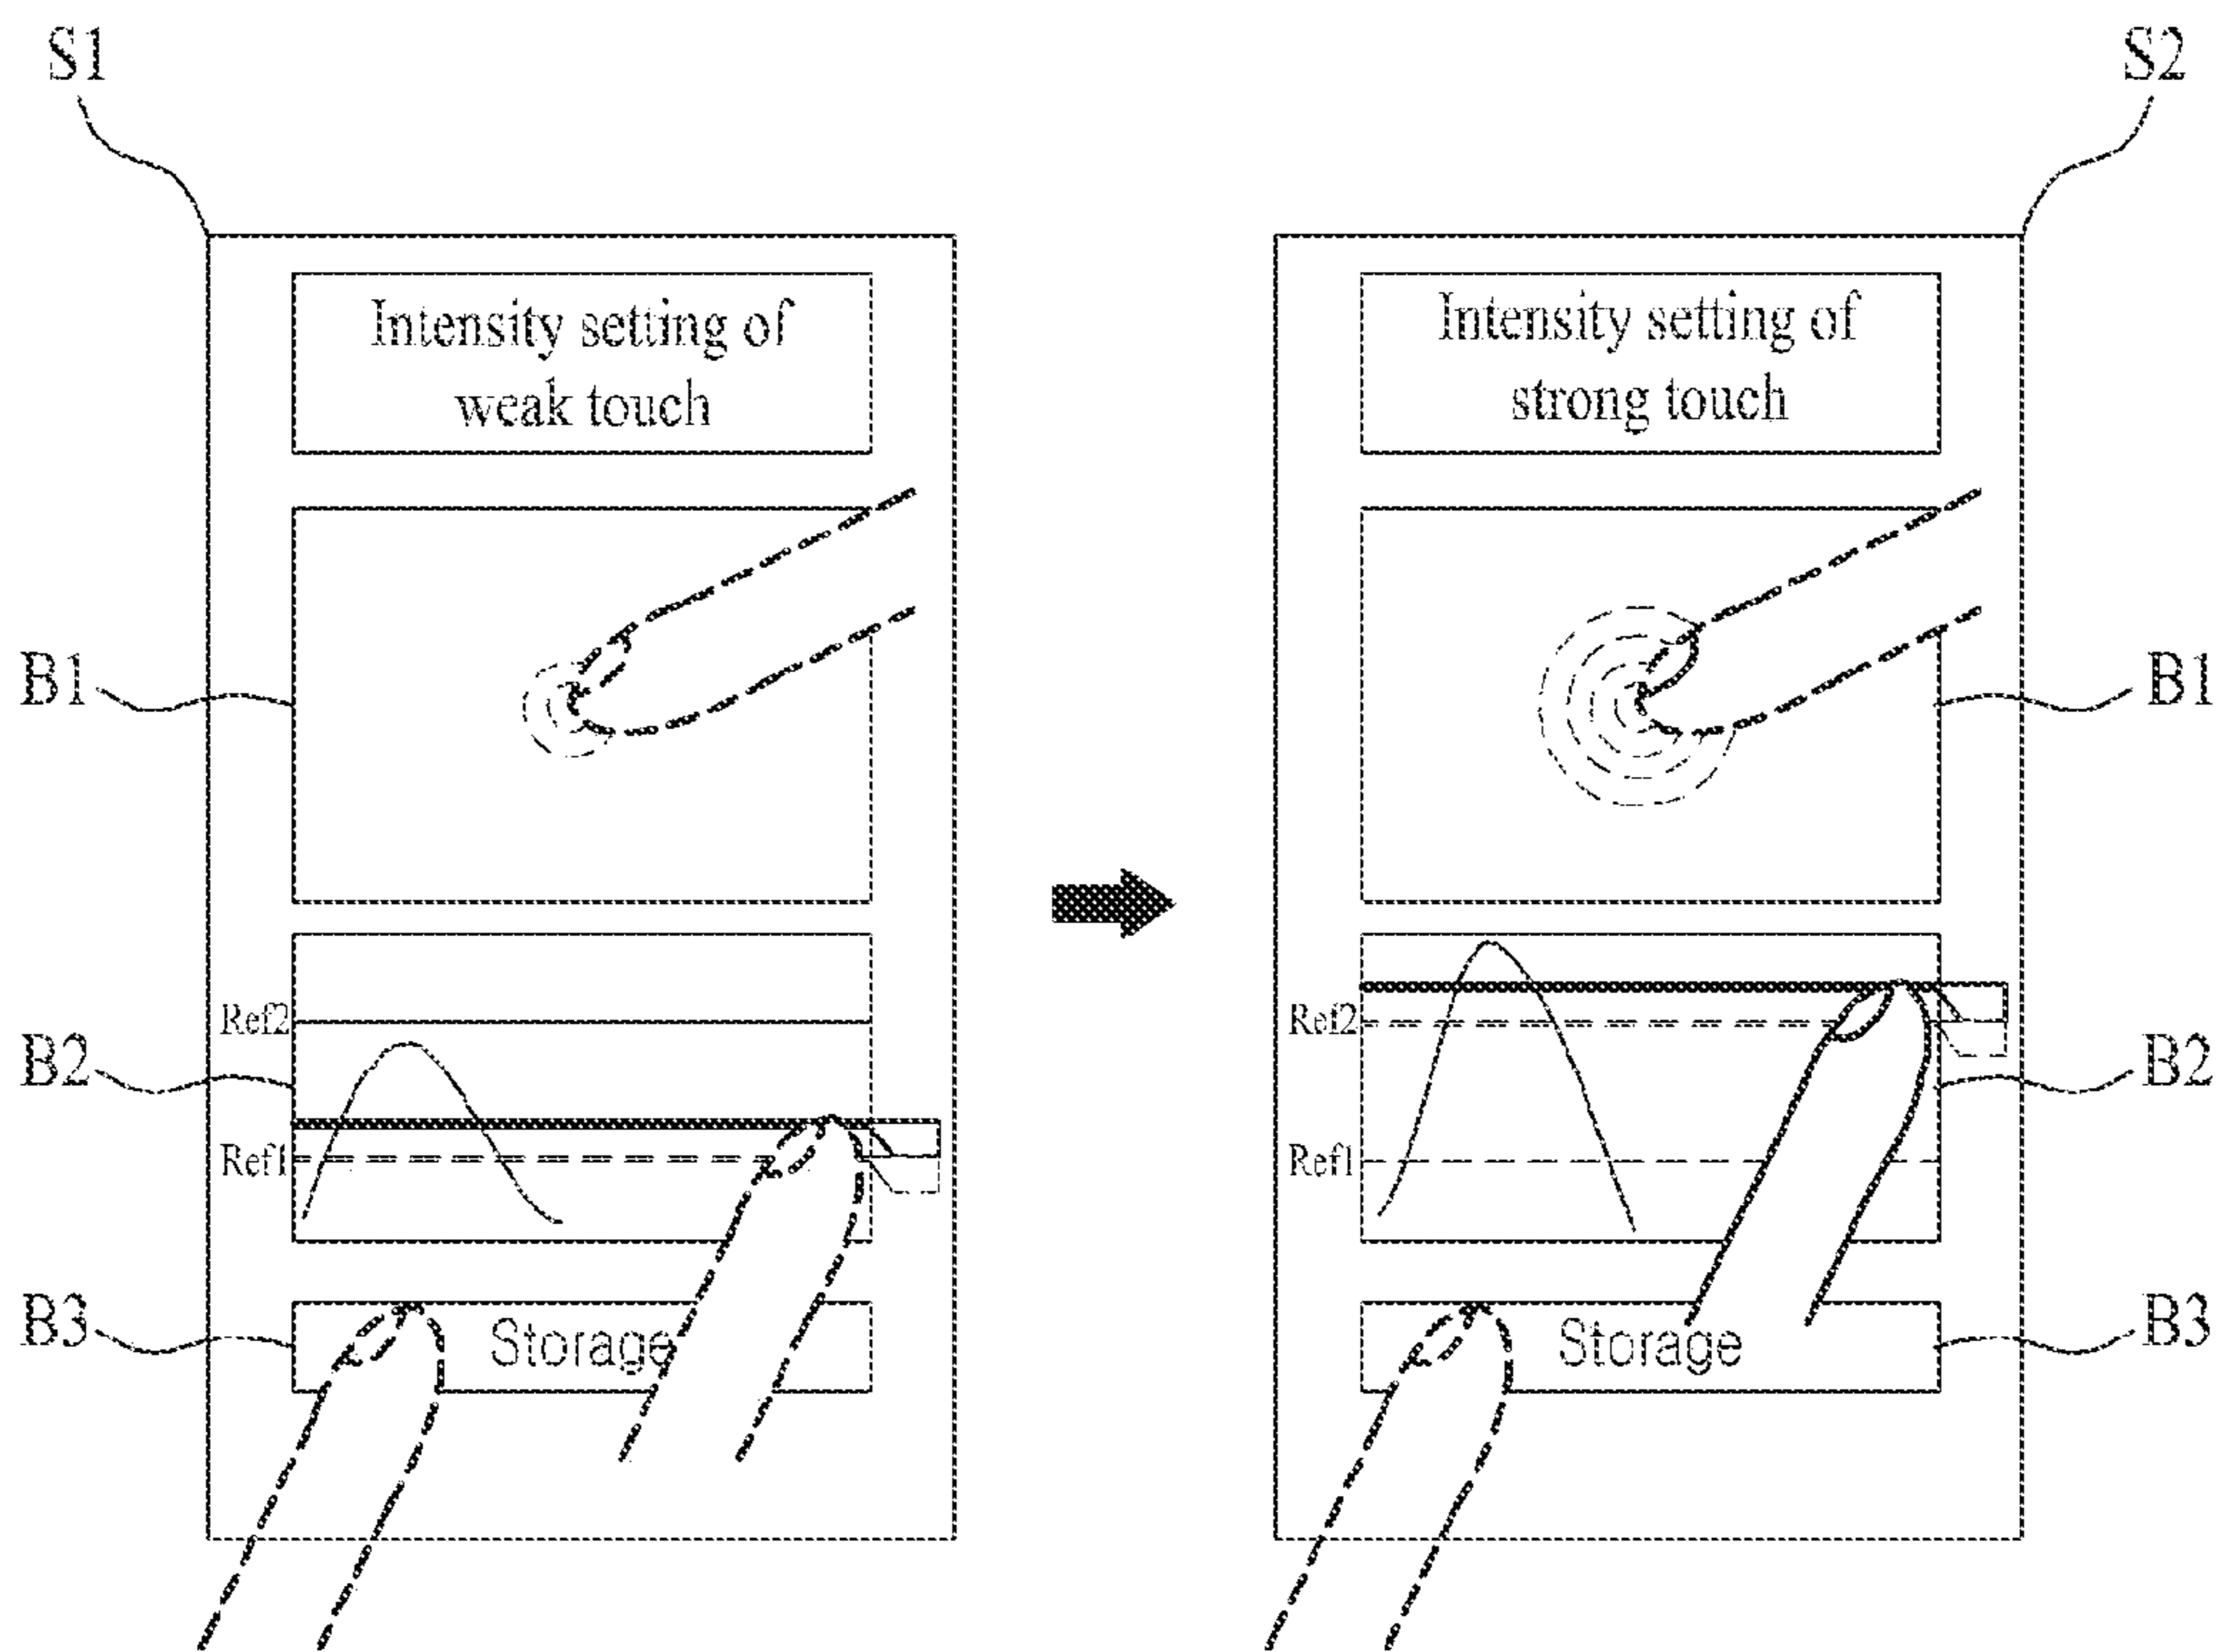 S1
S2
Intensity setting of
weak touch
Intensity setting of
strong touch
B1
B1
Ref2
Ref2
B2
B2
Ref1
Ref1
B3
Storage
Storage
B3